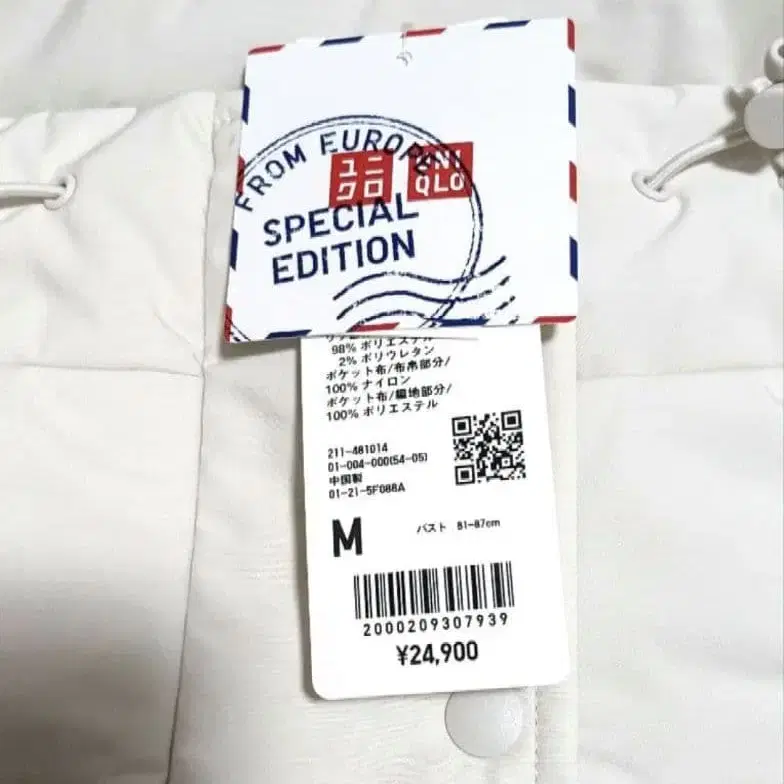 FROM EUROPE
ユニ
クロ
UNI
QLO
SPECIAL
EDITION
98% ポリエステル
2% ポリウレタン
ポケット布/布帛部分/
100% ナイロン
ポケット布/編地部分/
100% ポリエステル
211-481014
01-004-000(54-05)
中国製
01-21-5F088A
M
バスト 81-87cm
2000209307939
¥24,900